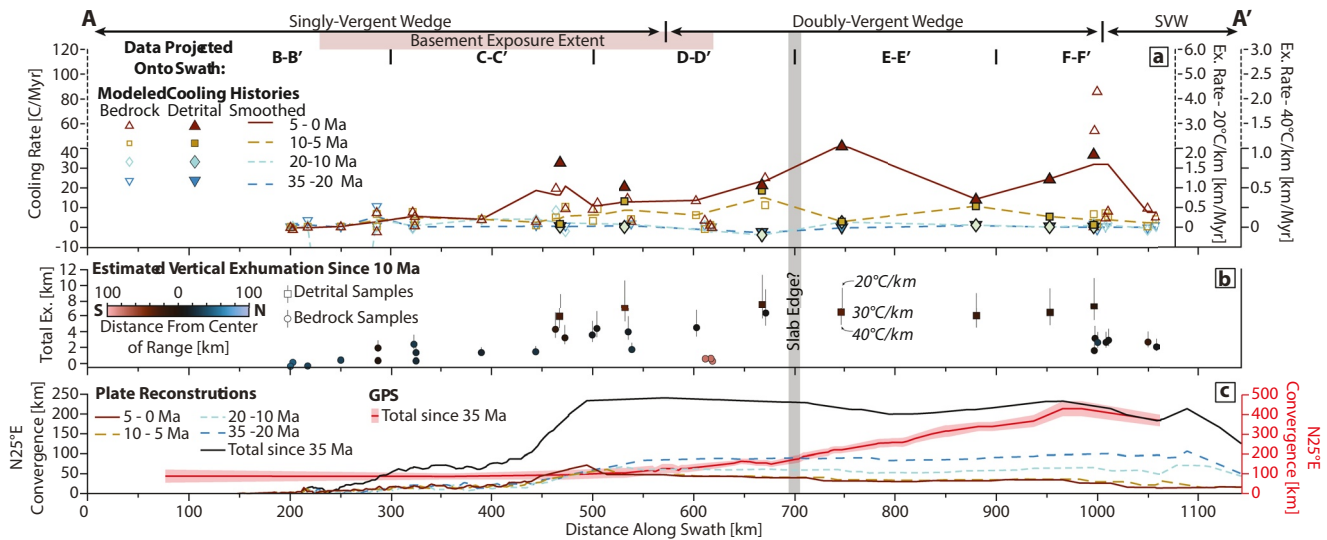 A Singly-Vergent Wedge Doubly-Vergent Wedge SVW A'
Basement Exposure Extent
Data Projected
Onto Swath:
B-B' C-C' D-D' E-E' F-F' a
Modeled Cooling Histories
Bedrock Detrital Smoothed
5 - 0 Ma
10-5 Ma
20-10 Ma
35 -20 Ma
Cooling Rate [C/Myr]
120
100
80
60
40
30
20
10
0
-10
6.0
5.0
4.0
3.0
2.0
1.5
1.0
0.5
0
Ex. Rate- 20°C/km [km/Myr]
3.0
2.5
2.0
1.5
1.0
0.5
0
Ex. Rate- 40°C/km [km/Myr]
Estimated Vertical Exhumation Since 10 Ma b
100 0 100
S N
Distance From Center
of Range [km]
Detrital Samples
Bedrock Samples
20°C/km
30°C/km
40°C/km
Slab Edge?
Total Ex. [km]
12
10
8
6
4
2
0
Plate Reconstructions GPS c
5 - 0 Ma 20 -10 Ma Total since 35 Ma
10 - 5 Ma 35 -20 Ma
Total since 35 Ma
N25°E
Convergence [km]
250
200
150
100
50
0
500
400
300
200
100
0
Convergence [km]
N25°E
0 100 200 300 400 500 600 700 800 900 1000 1100
Distance Along Swath [km]